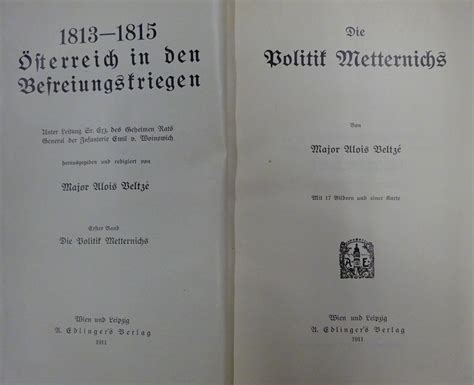 1813—1815
Österreich in den
Befreiungskriegen
Unter Leitung Sr. Exz. des Geheimen Rats
General der Infanterie Emil v. Woinovich
herausgegeben und redigiert von
Major Alois Veltzé
Erster Band
Die Politik Metternichs
Wien und Leipzig
A. Edlinger's Verlag
1911
Die
Politik Metternichs
Von
Major Alois Veltzé
Mit 17 Bildern und einer Karte
A E
Wien und Leipzig
A. Edlinger's Verlag
1911